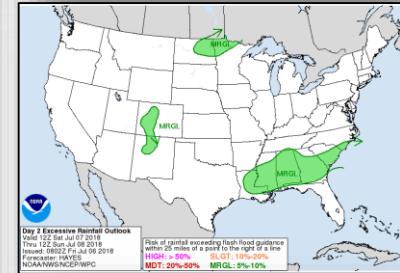 MRGL
MRGL
MRGL
NOAA
Day 2 Excessive Rainfall Outlook
Valid 12Z Sat Jul 07 2018
Thru 12Z Sun Jul 08 2018
Issued: 0802Z Fri Jul 06 2018
Forecaster: HAYES
NOAA/NWS/NCEP/WPC
Risk of rainfall exceeding flash flood guidance
within 25 miles of a point to the right of a line
HIGH: > 50% SLGT: 10%-20%
MDT: 20%-50% MRGL: 5%-10%